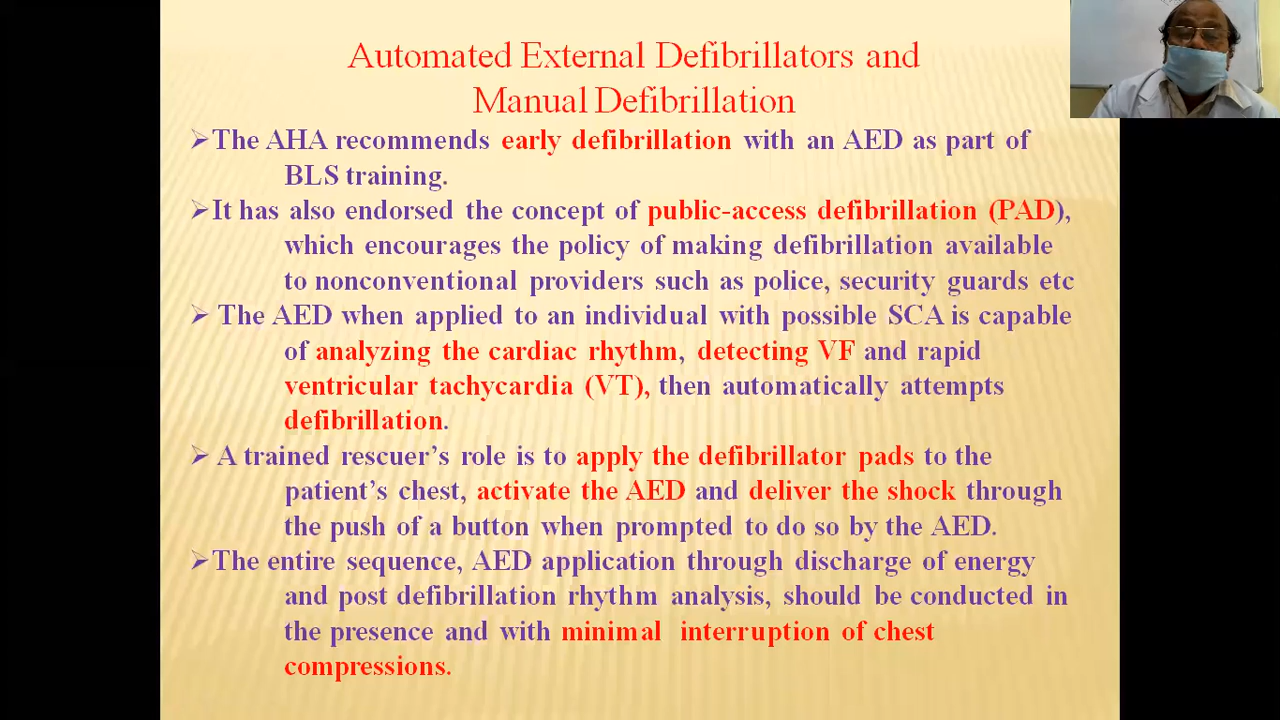 Automated External Defibrillators and
Manual Defibrillation
➢The AHA recommends early defibrillation with an AED as part of
BLS training.
➢It has also endorsed the concept of public-access defibrillation (PAD),
which encourages the policy of making defibrillation available
to nonconventional providers such as police, security guards etc
➢ The AED when applied to an individual with possible SCA is capable
of analyzing the cardiac rhythm, detecting VF and rapid
ventricular tachycardia (VT), then automatically attempts
defibrillation.
➢ A trained rescuer’s role is to apply the defibrillator pads to the
patient’s chest, activate the AED and deliver the shock through
the push of a button when prompted to do so by the AED.
➢The entire sequence, AED application through discharge of energy
and post defibrillation rhythm analysis, should be conducted in
the presence and with minimal interruption of chest
compressions.